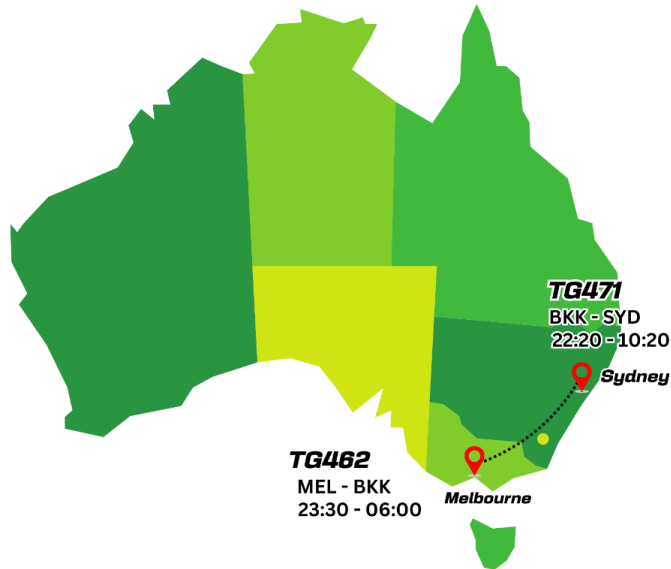 TG471
BKK - SYD
22:20 - 10:20
Sydney
TG462
MEL - BKK
23:30 - 06:00
Melbourne